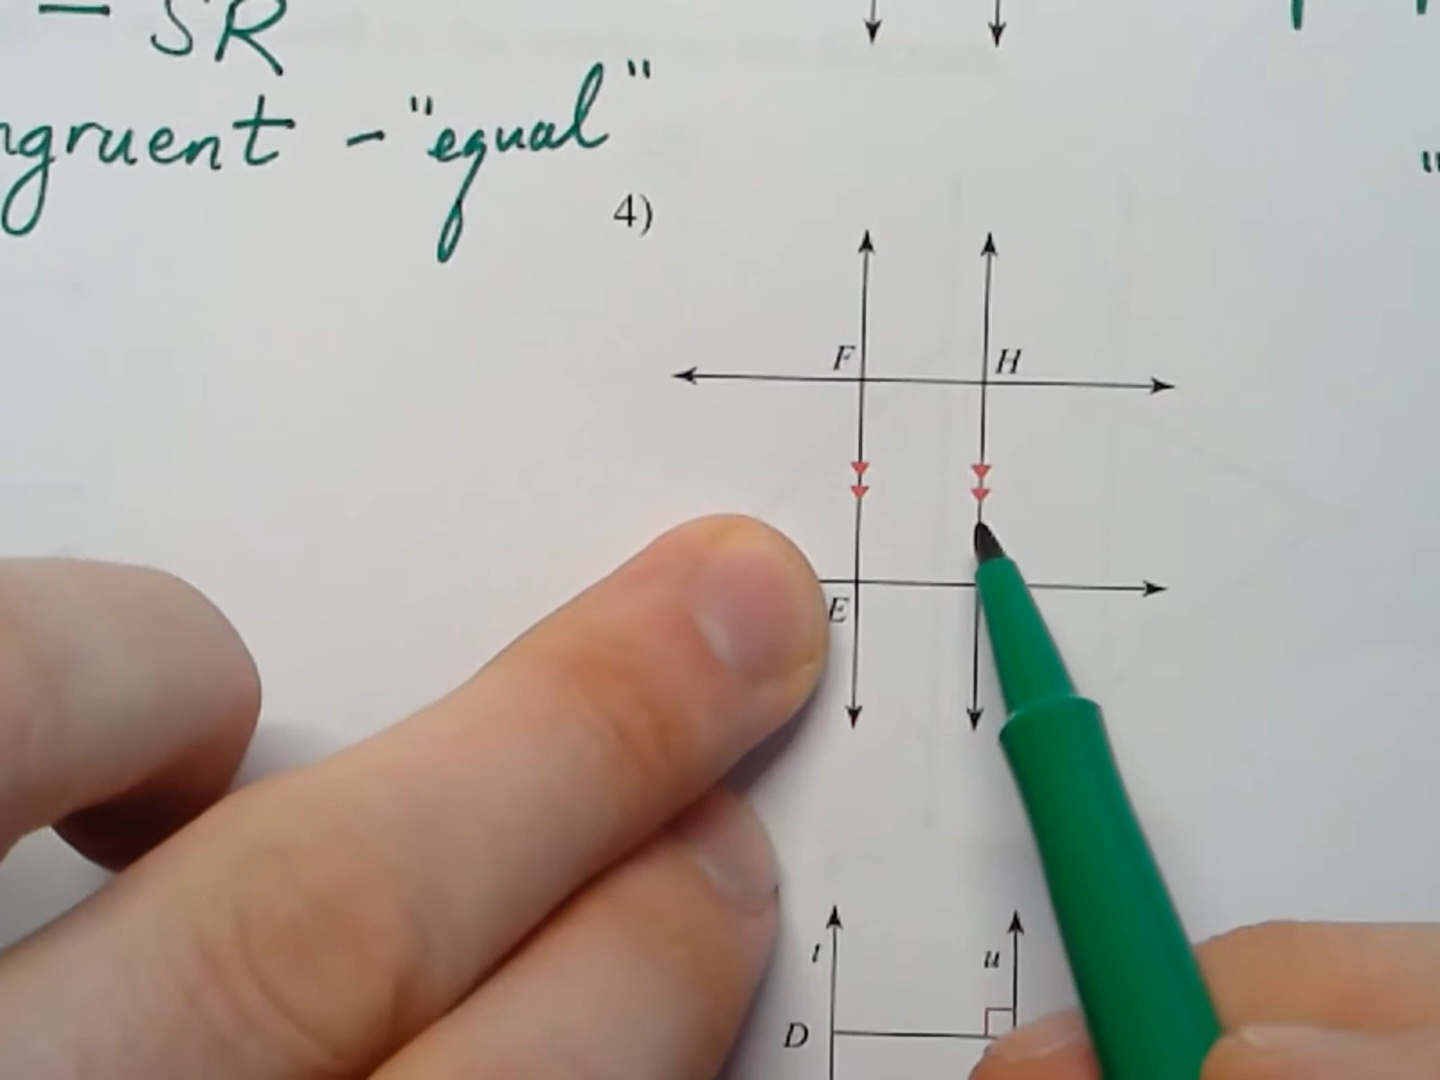 — SR
ngruent - "equal"
"
4)
F H
E
t u
D